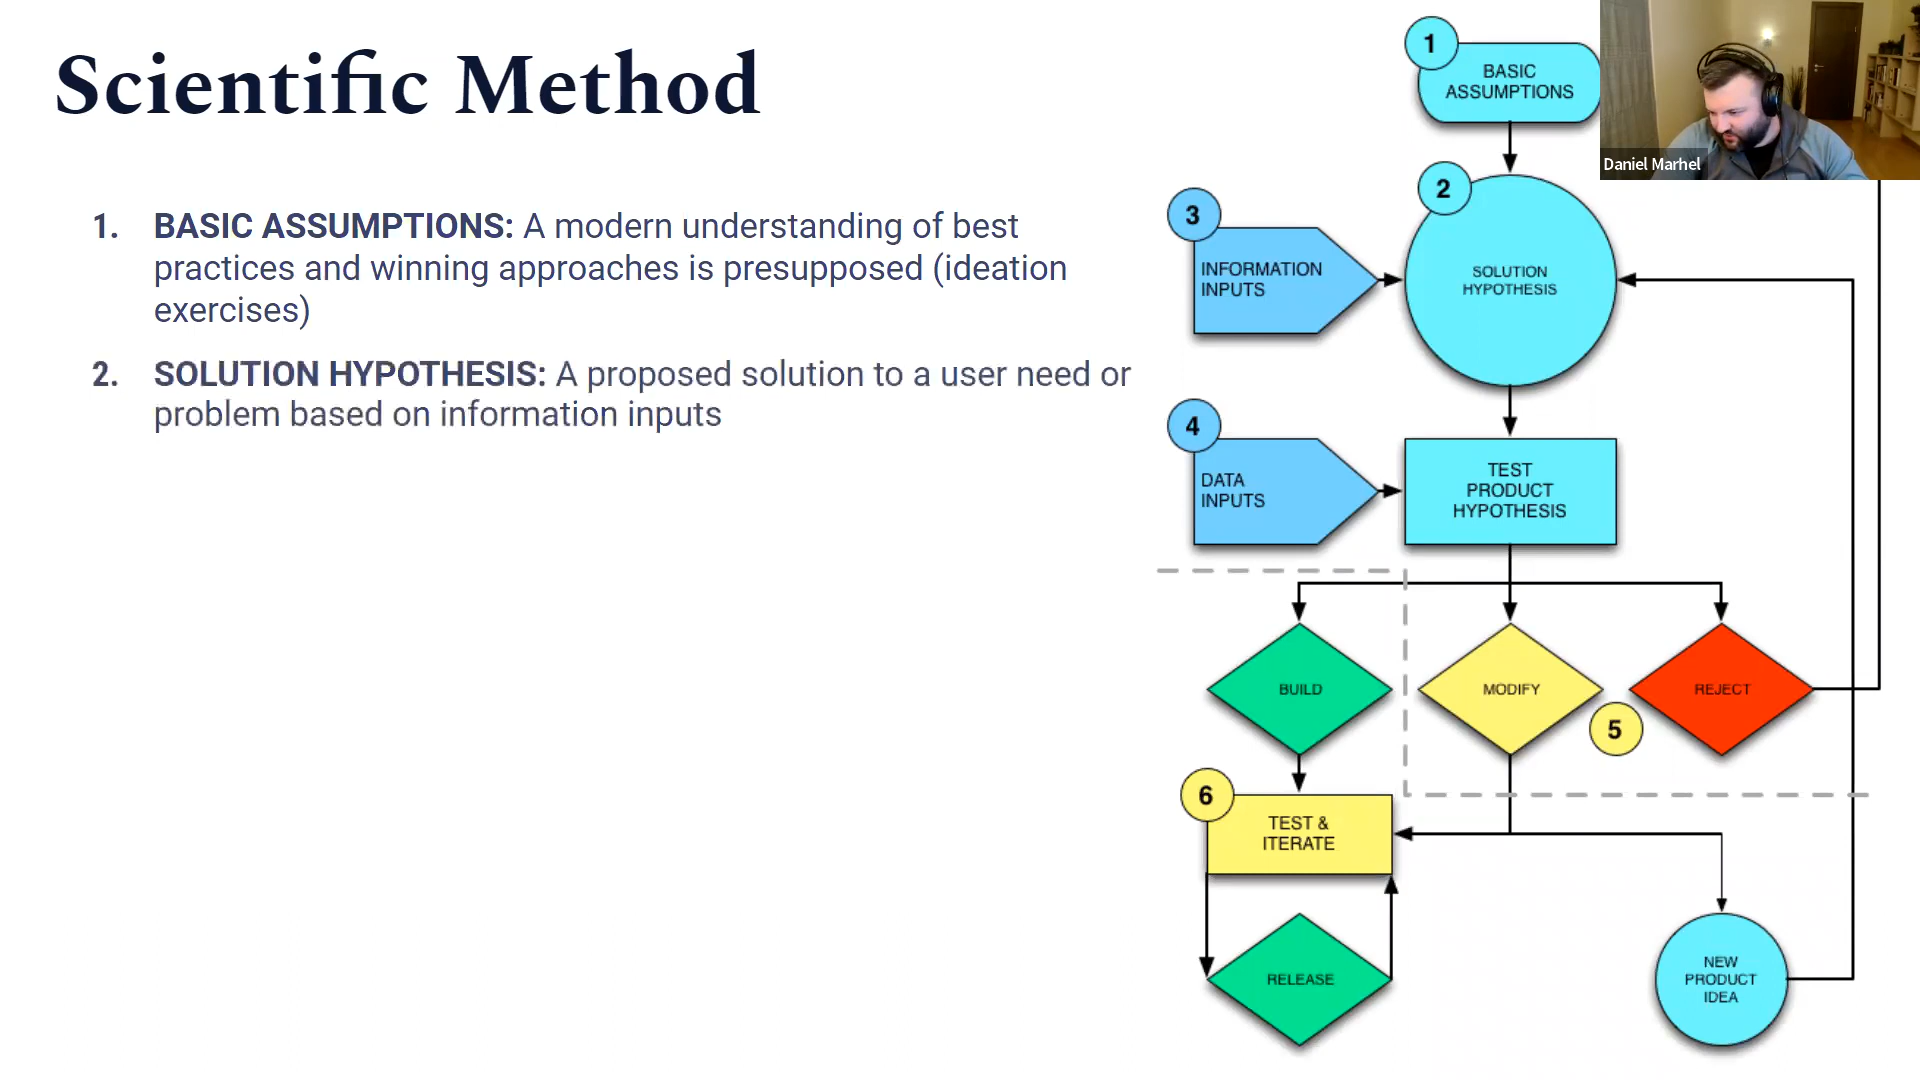 Scientific Method
1. BASIC ASSUMPTIONS: A modern understanding of best
practices and winning approaches is presupposed (ideation
exercises)
2. SOLUTION HYPOTHESIS: A proposed solution to a user need or
problem based on information inputs
1
BASIC
ASSUMPTIONS
Daniel Marhel
2
SOLUTION
HYPOTHESIS
3
INFORMATION
INPUTS
4
DATA
INPUTS
TEST
PRODUCT
HYPOTHESIS
BUILD
MODIFY
REJECT
5
6
TEST &
ITERATE
RELEASE
NEW
PRODUCT
IDEA